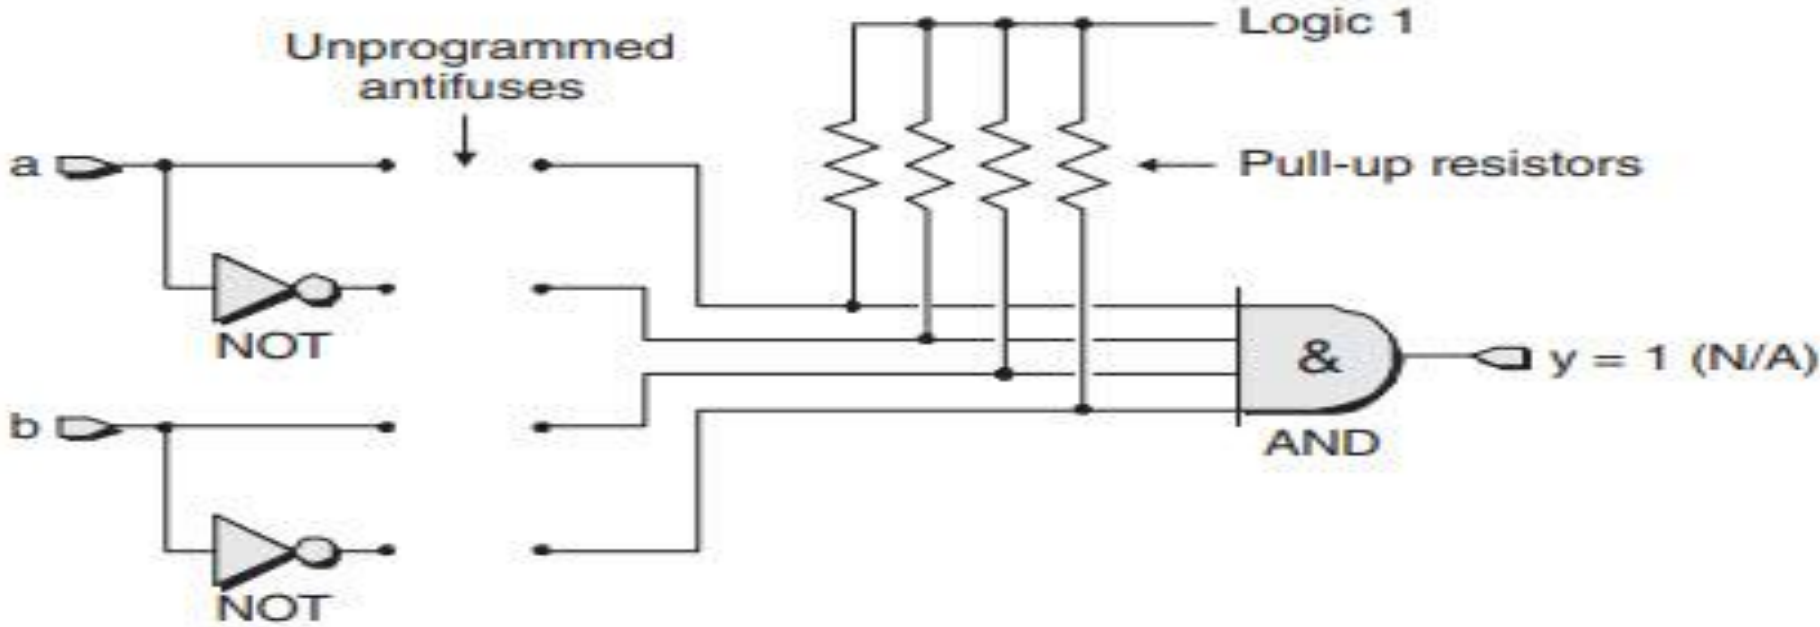 Logic 1
Unprogrammed
antifuses
a
Pull-up resistors
NOT
&
y = 1 (N/A)
b
AND
NOT